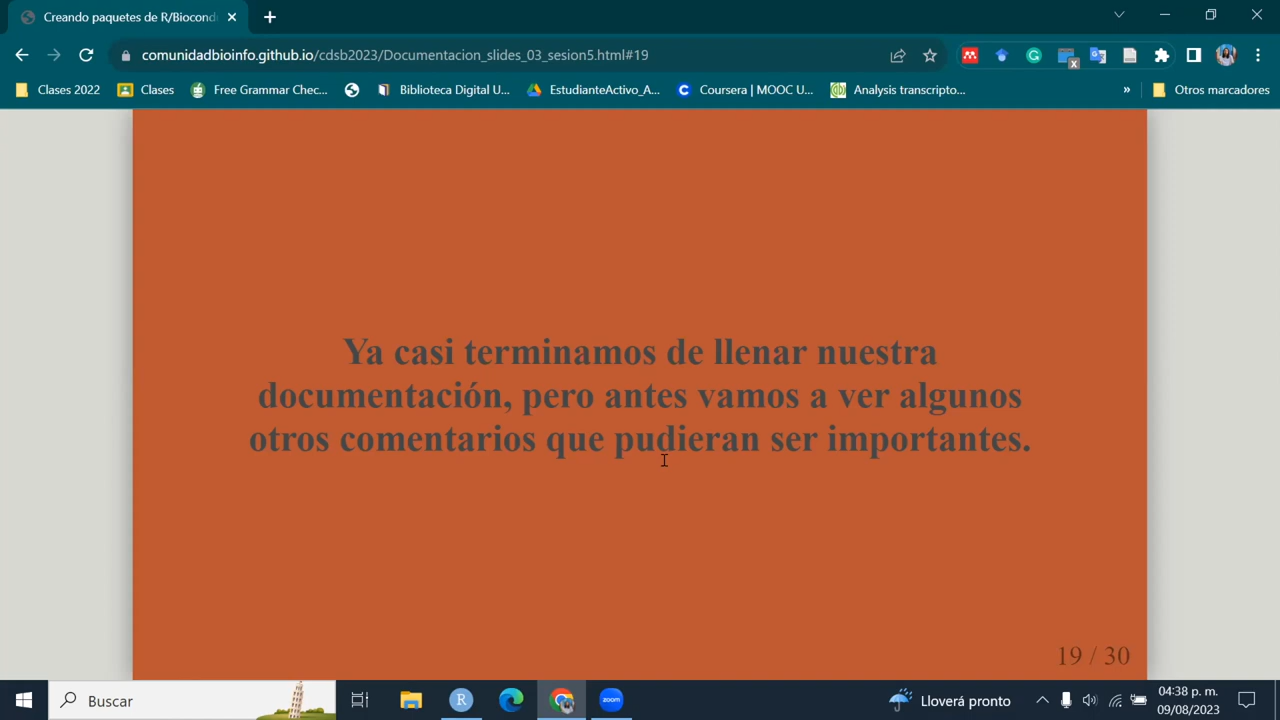 Creando paquetes de R/Biocond
comunidadbioinfo.github.io/cdsb2023/Documentacion_slides_03_sesion5.html#19
Clases 2022
Clases
Free Grammar Chec...
Biblioteca Digital U...
EstudianteActivo_A...
Coursera | MOOC U...
Analysis transcripto...
»
Otros marcadores
Ya casi terminamos de llenar nuestra
documentación, pero antes vamos a ver algunos
otros comentarios que pudieran ser importantes.
19 / 30
Buscar
R
zoom
Lloverá pronto
04:38 p. m.
09/08/2023